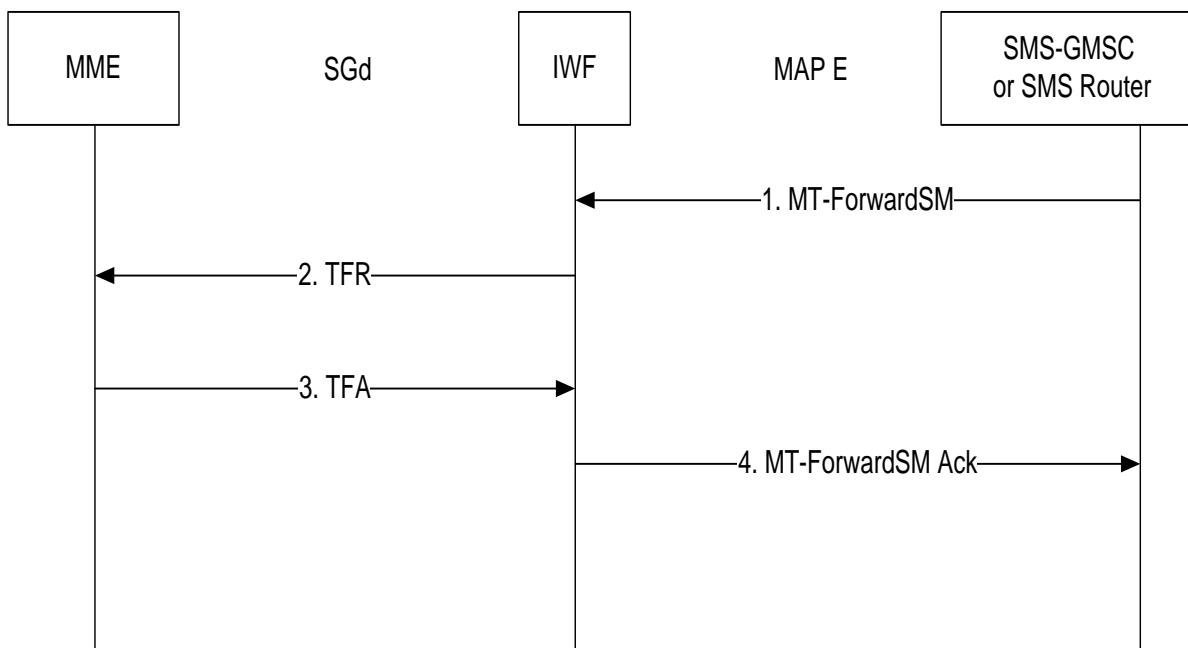 MME
SGd
IWF
MAP E
SMS-GMSC
or SMS Router
1. MT-ForwardSM
2. TFR
3. TFA
4. MT-ForwardSM Ack